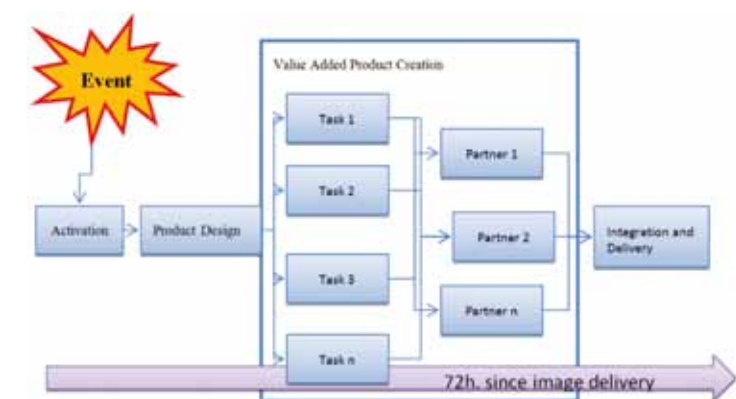 Event
Value Added Product Creation
Task 1
Partner 1
Task 2
Activation
Product Design
Partner 2
Integration and
Delivery
Task 3
Partner n
Task n
72h. since image delivery